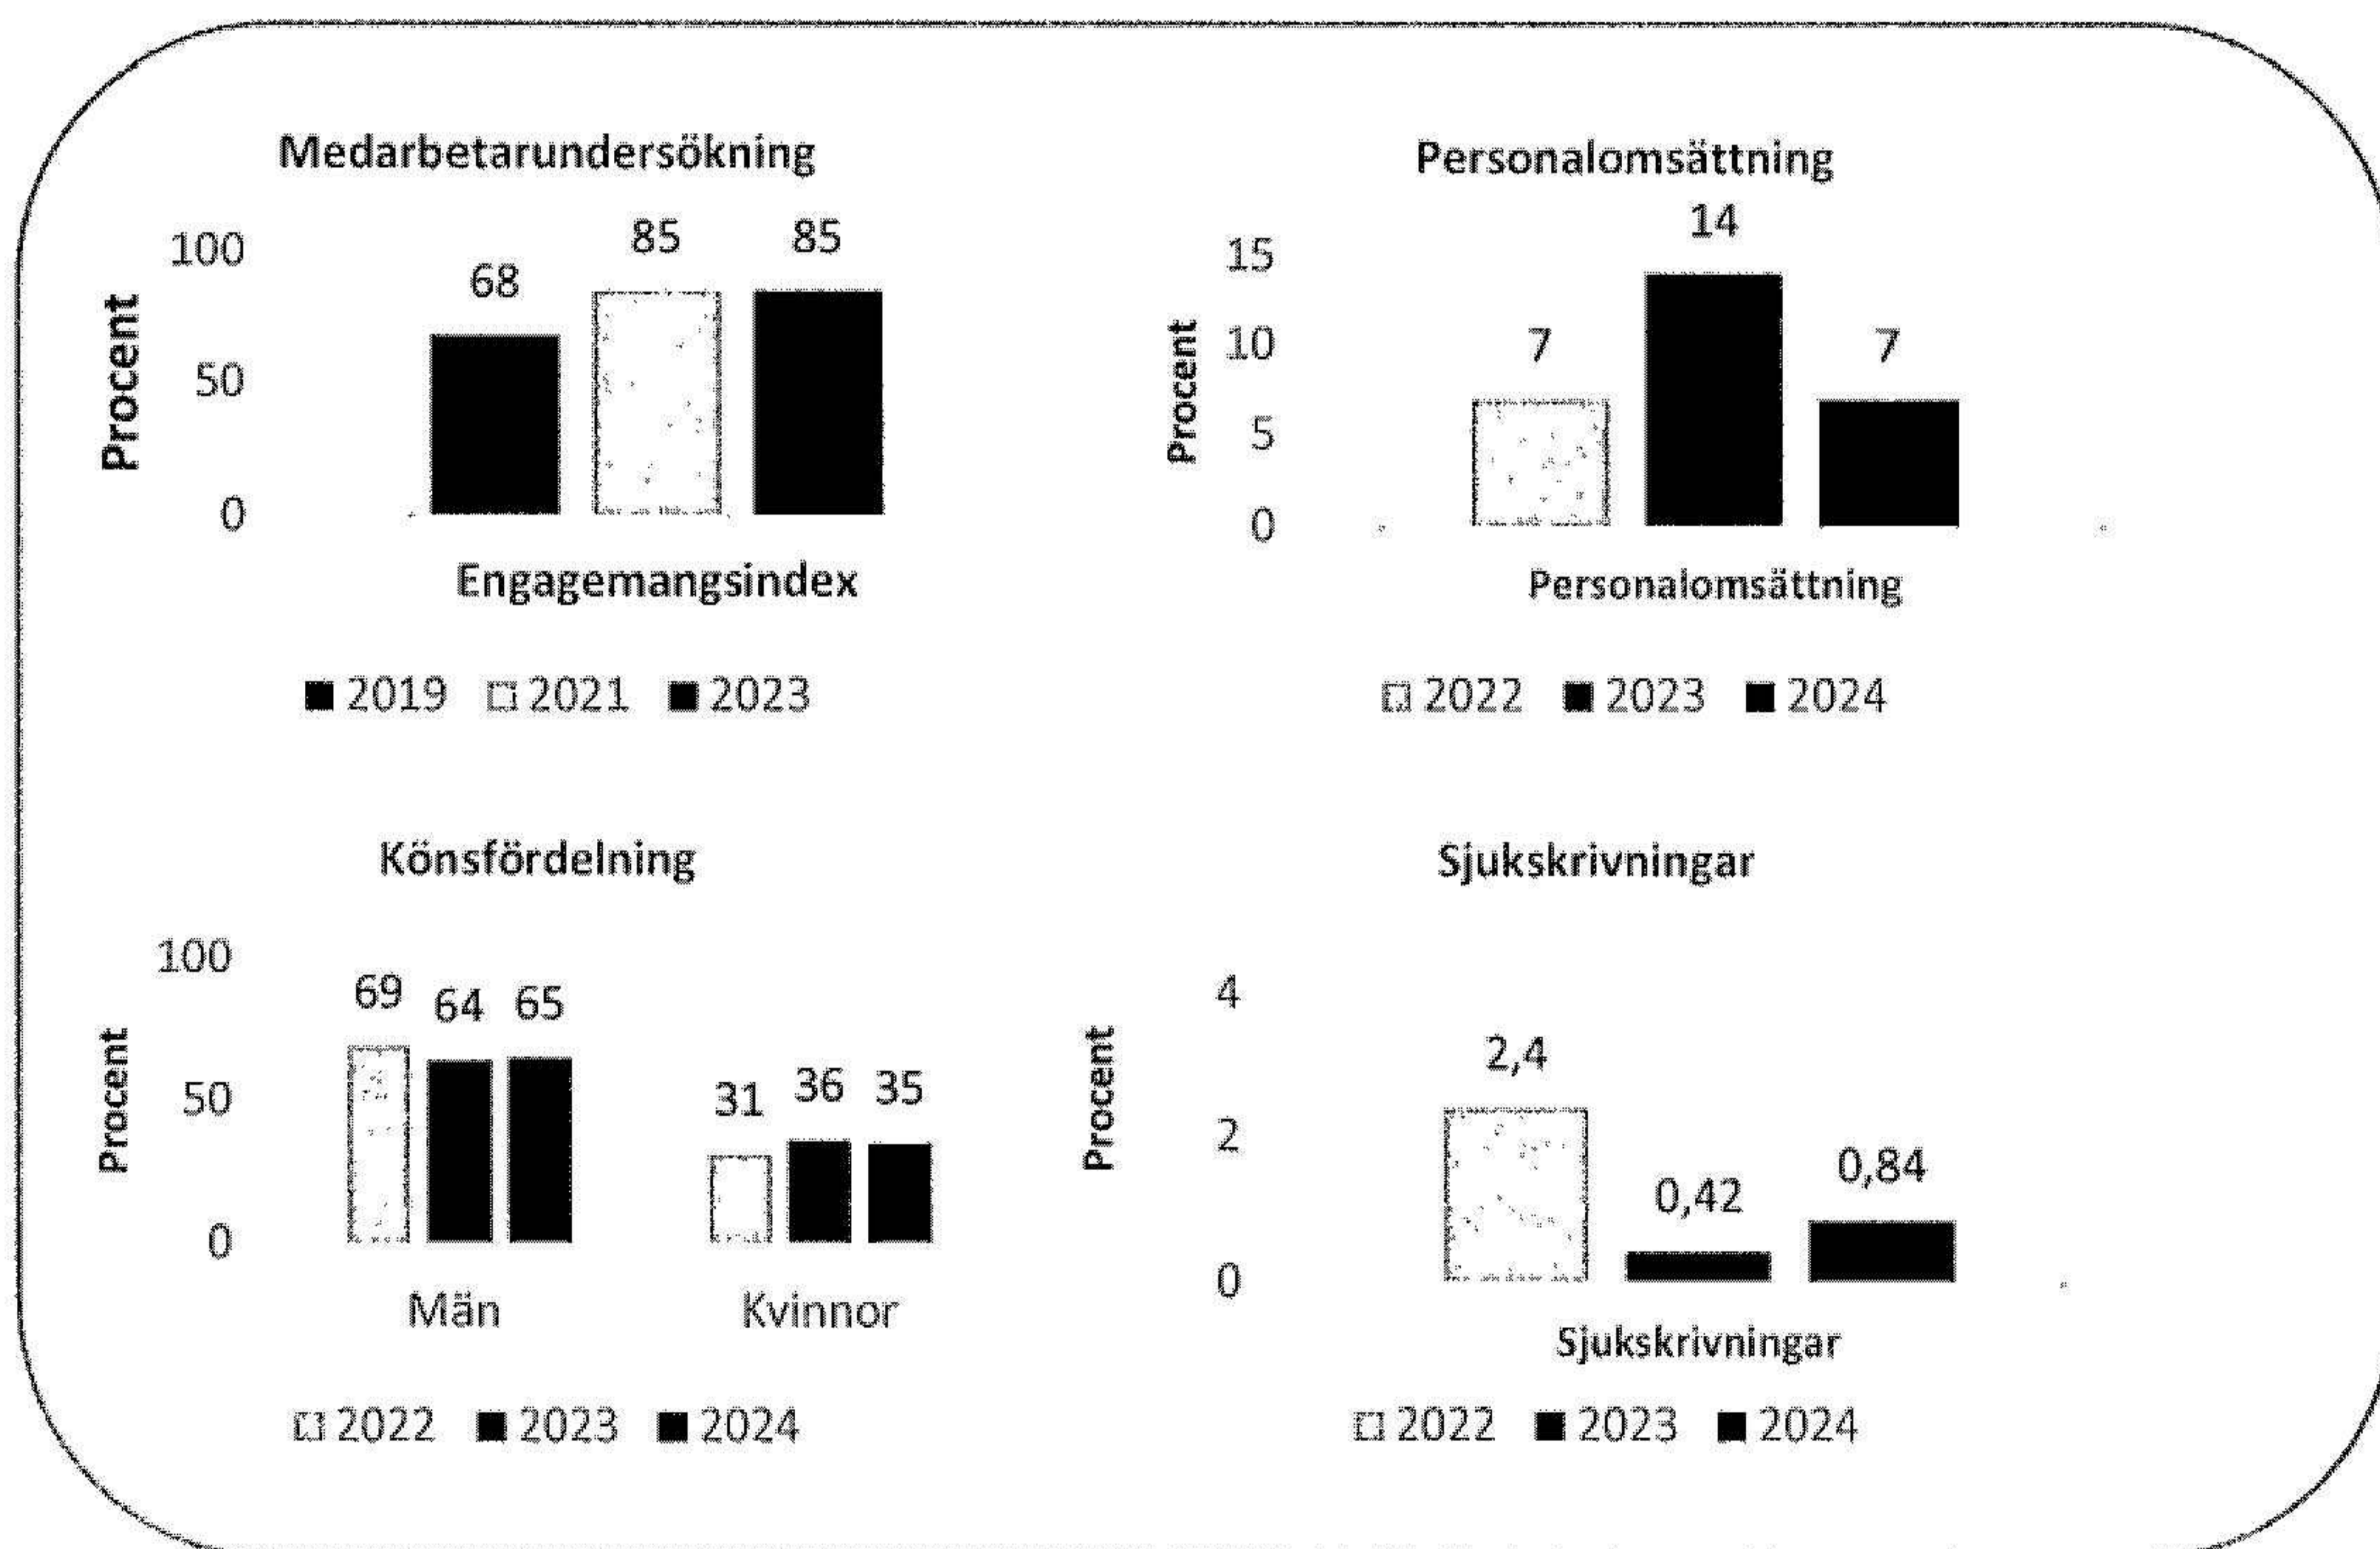 Medarbetarundersökning
Procent
100
50
0
68
85
85
Engagemangsindex
2019 2021 2023
Personalomsättning
Procent
15
10
5
0
7
14
7
Personalomsättning
2022 2023 2024
Könsfördelning
Procent
100
50
0
69 64 65
31 36 35
Män Kvinnor
2022 2023 2024
Sjukskrivningar
Procent
4
2
0
2,4
0,42
0,84
Sjukskrivningar
2022 2023 2024